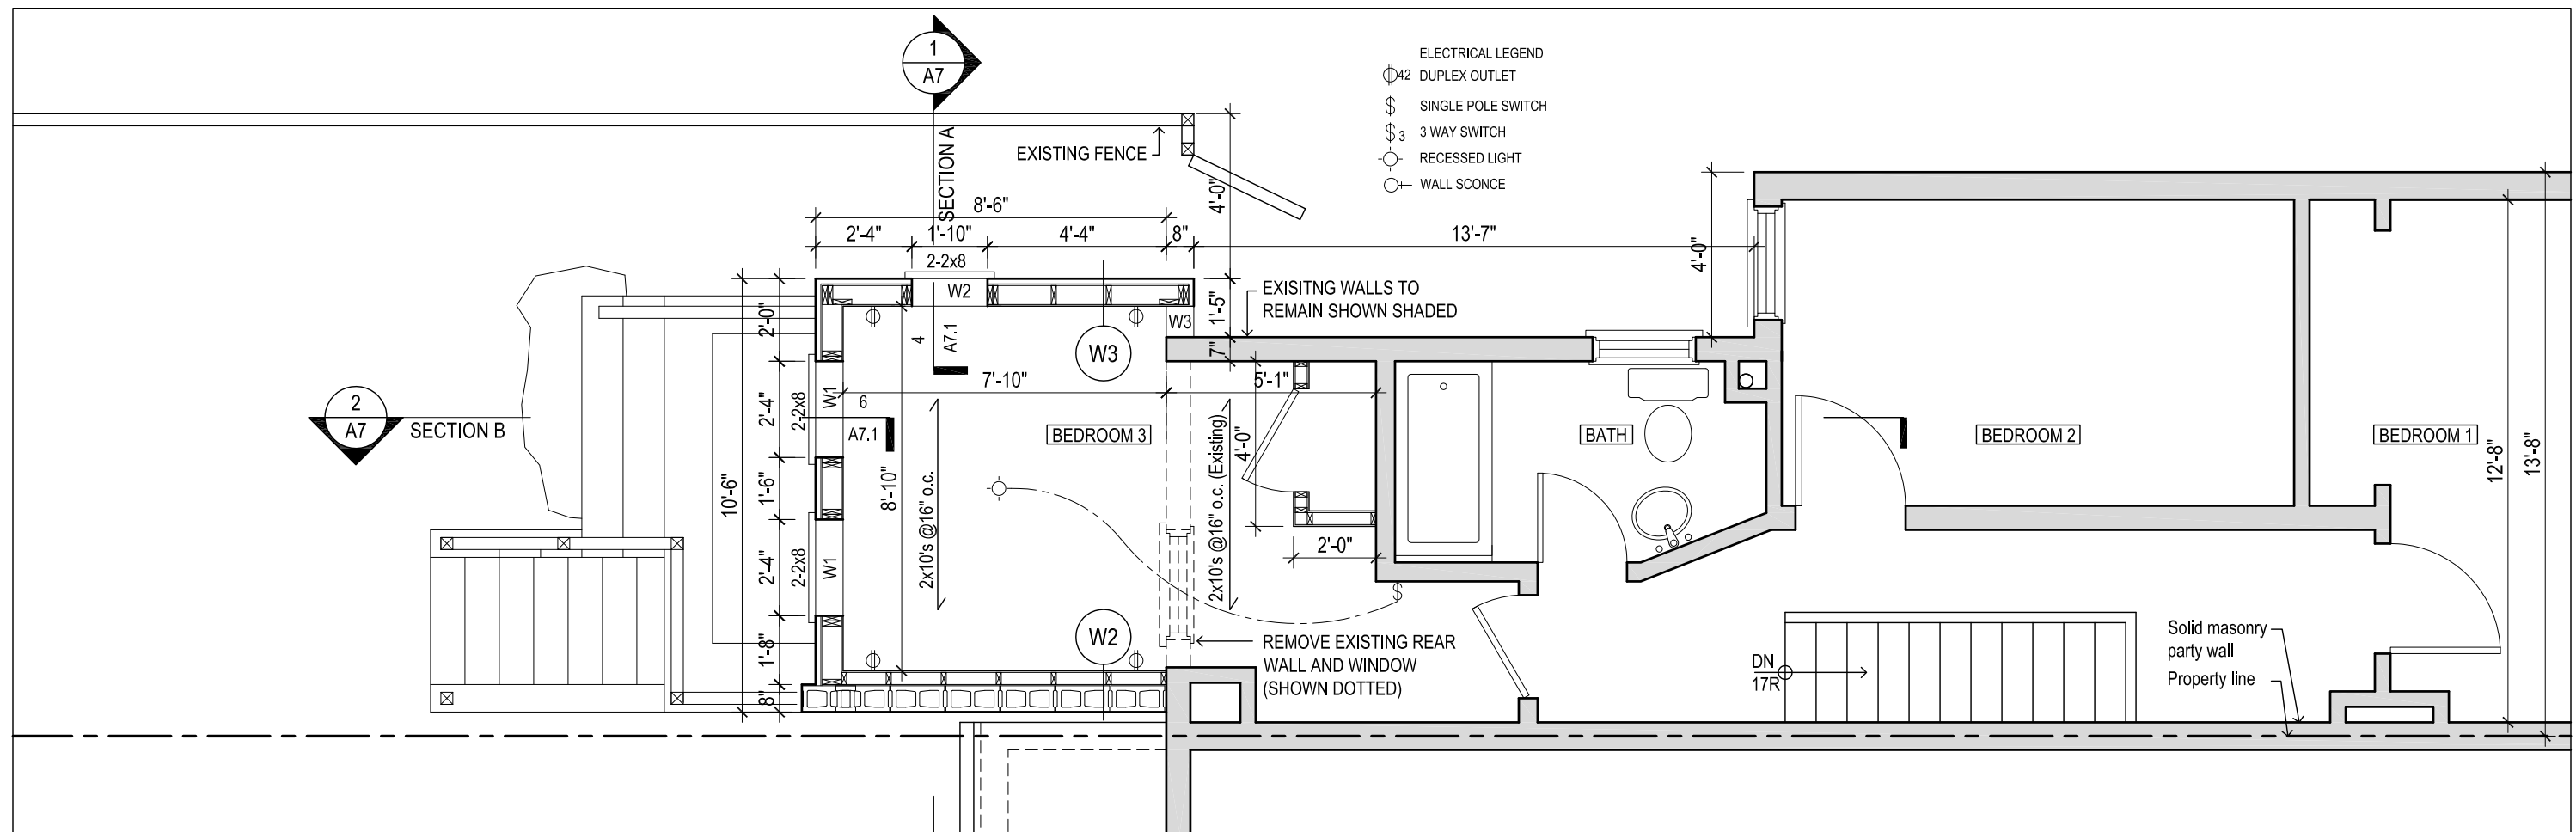 1
A7
SECTION A
ELECTRICAL LEGEND
42 DUPLEX OUTLET
$ SINGLE POLE SWITCH
$3 3 WAY SWITCH
RECESSED LIGHT
WALL SCONCE
EXISTING FENCE
4'-0"
8'-6"
2'-4"
1'-10"
4'-4"
8"
13'-7"
4'-0"
2-2x8
W2
EXISITNG WALLS TO
REMAIN SHOWN SHADED
1'-5"
W3
7"
4
A7.1
W3
2'-0"
7'-10"
5'-1"
2
A7
SECTION B
2'-4"
2-2x8
W1
6
A7.1
BEDROOM 3
4'-0"
BATH
BEDROOM 2
BEDROOM 1
12'-8"
13'-8"
10'-6"
1'-6"
8'-10"
2x10's @16" o.c.
2x10's @16" o.c. (Existing)
2'-0"
2'-4"
2-2x8
W1
$
W2
REMOVE EXISTING REAR
WALL AND WINDOW
(SHOWN DOTTED)
1'-8"
8"
DN
17R
Solid masonry
party wall
Property line